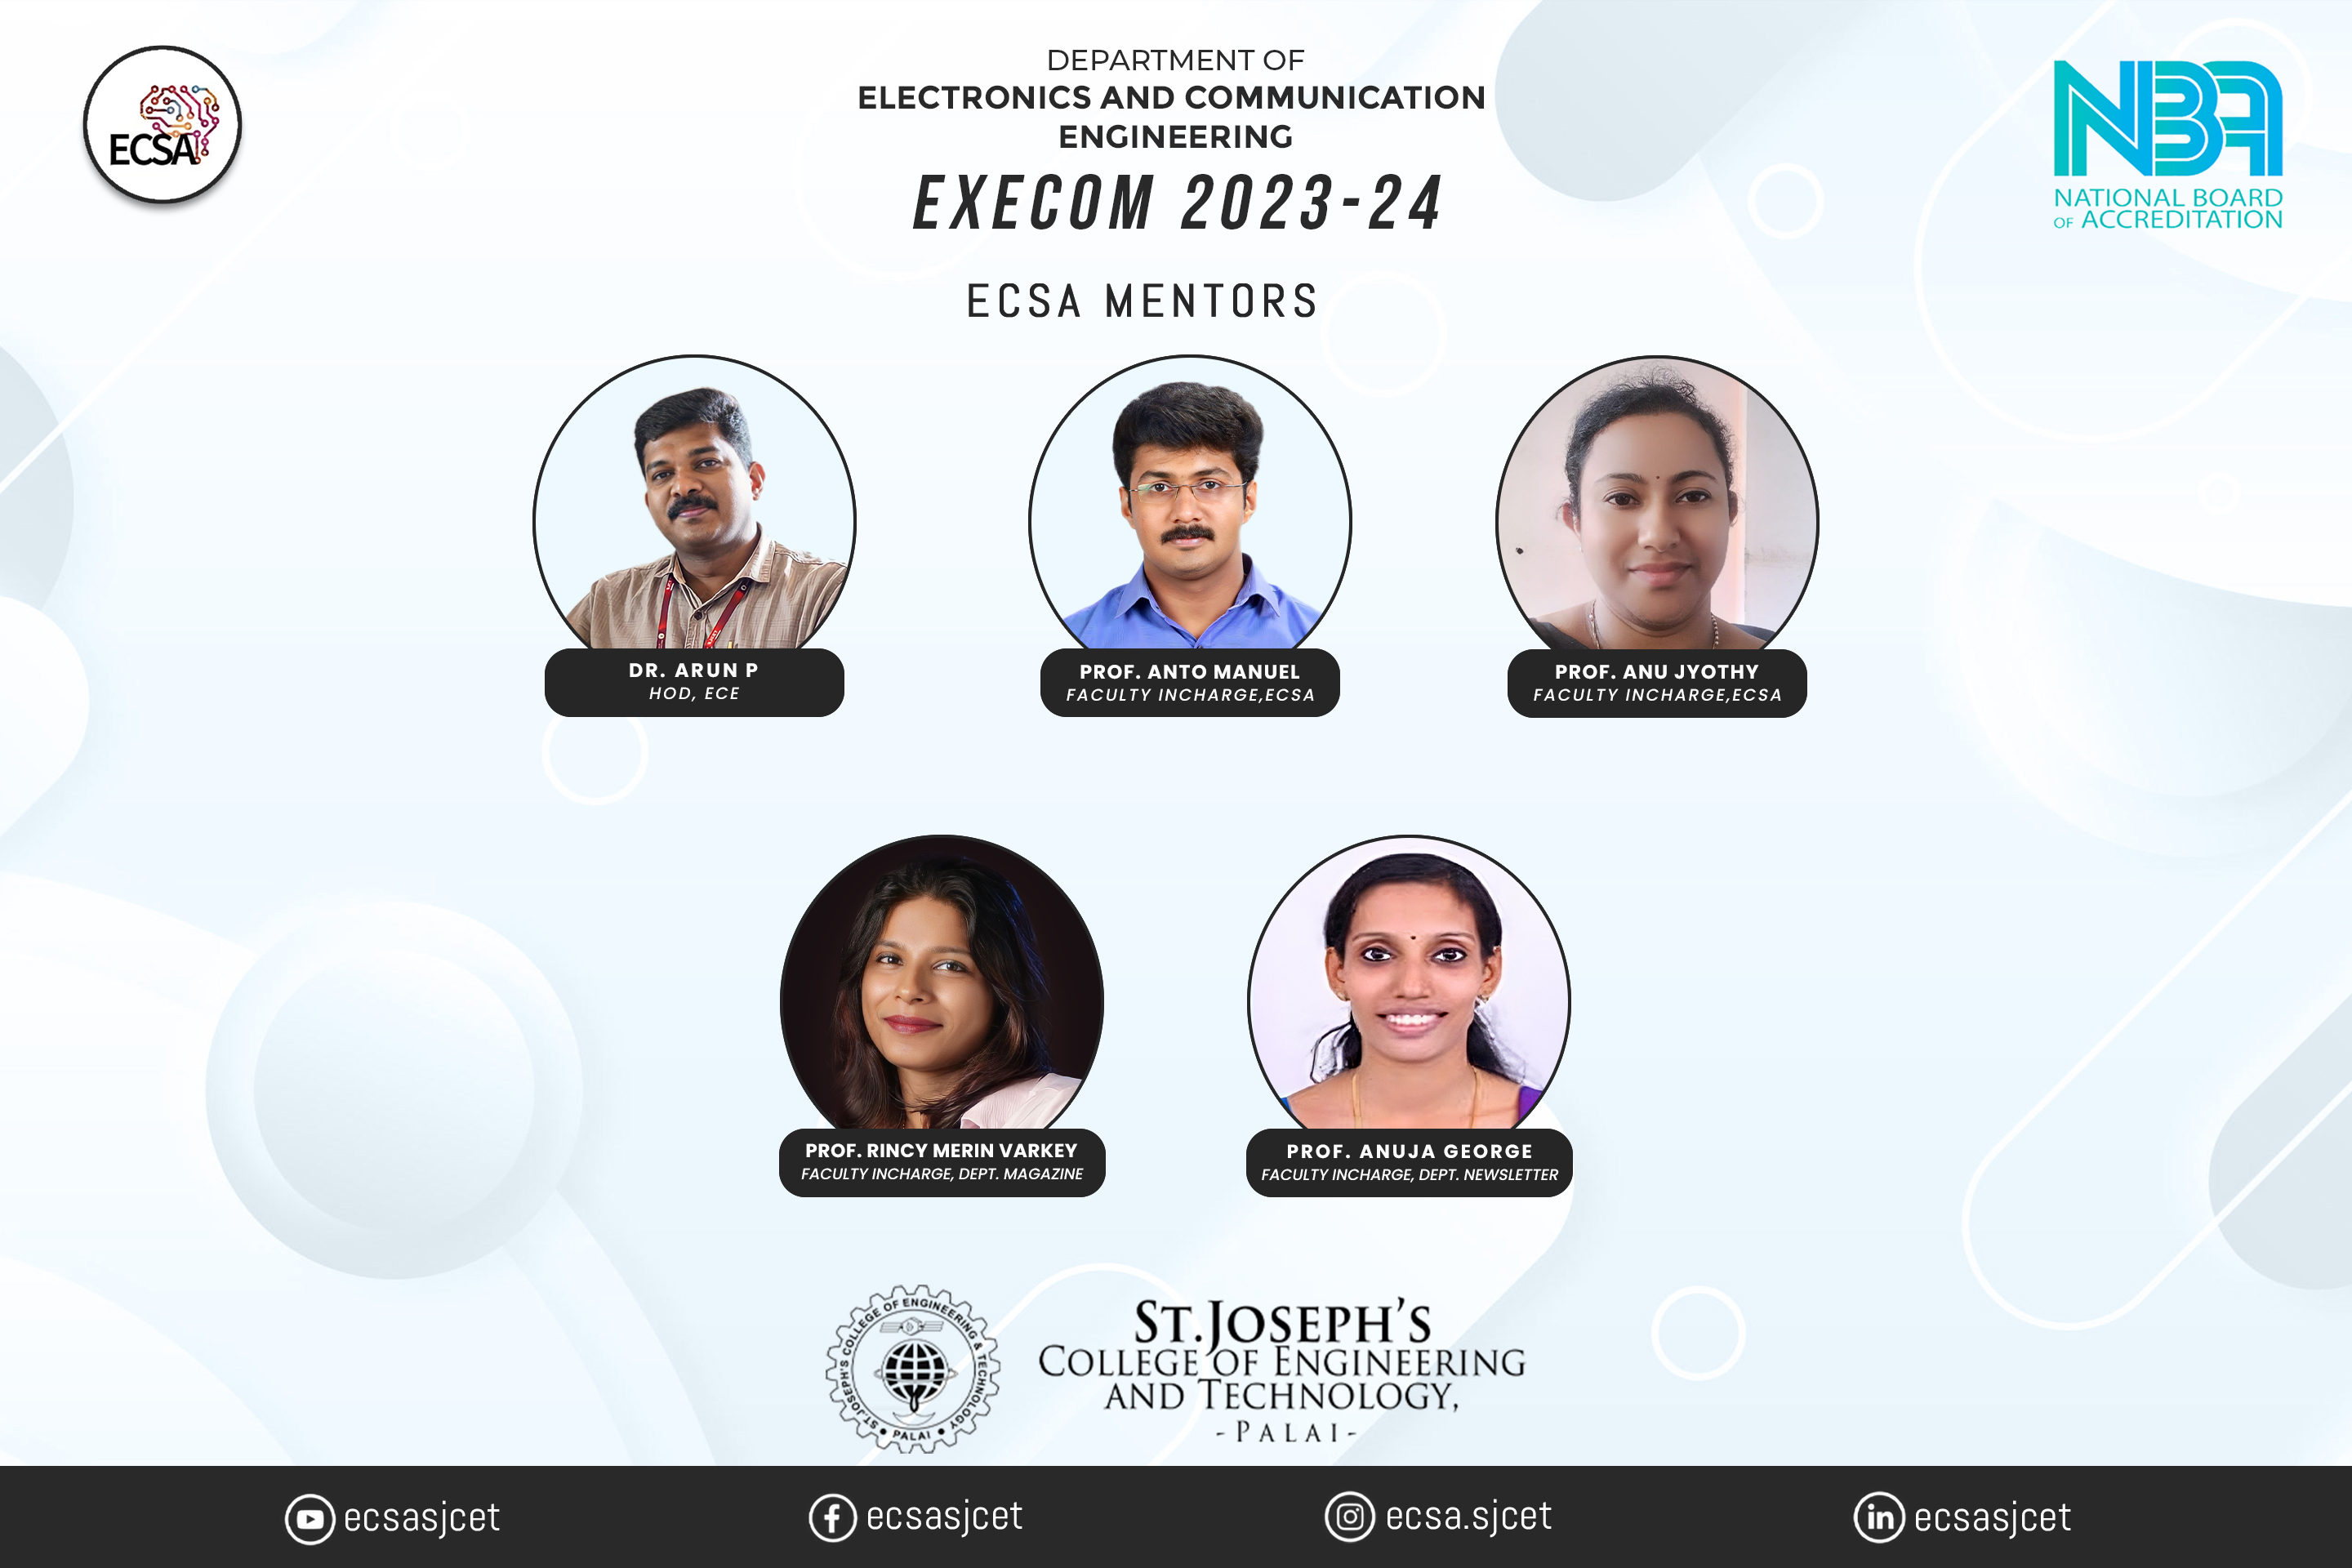 ECSA
DEPARTMENT OF
ELECTRONICS AND COMMUNICATION
ENGINEERING
EXECOM 2023-24
NBA
NATIONAL BOARD
OF ACCREDITATION
ECSA MENTORS
DR. ARUN P
HOD, ECE
PROF. ANTO MANUEL
FACULTY INCHARGE,ECSA
PROF. ANU JYOTHY
FACULTY INCHARGE,ECSA
PROF. RINCY MERIN VARKEY
FACULTY INCHARGE, DEPT. MAGAZINE
PROF. ANUJA GEORGE
FACULTY INCHARGE, DEPT. NEWSLETTER
ST.JOSEPH'S COLLEGE OF ENGINEERING & TECHNOLOGY
• PALAI •
ST.JOSEPH'S
COLLEGE OF ENGINEERING
AND TECHNOLOGY,
-PALAI-
ecsasjcet
ecsasjcet
ecsa.sjcet
in ecsasjcet